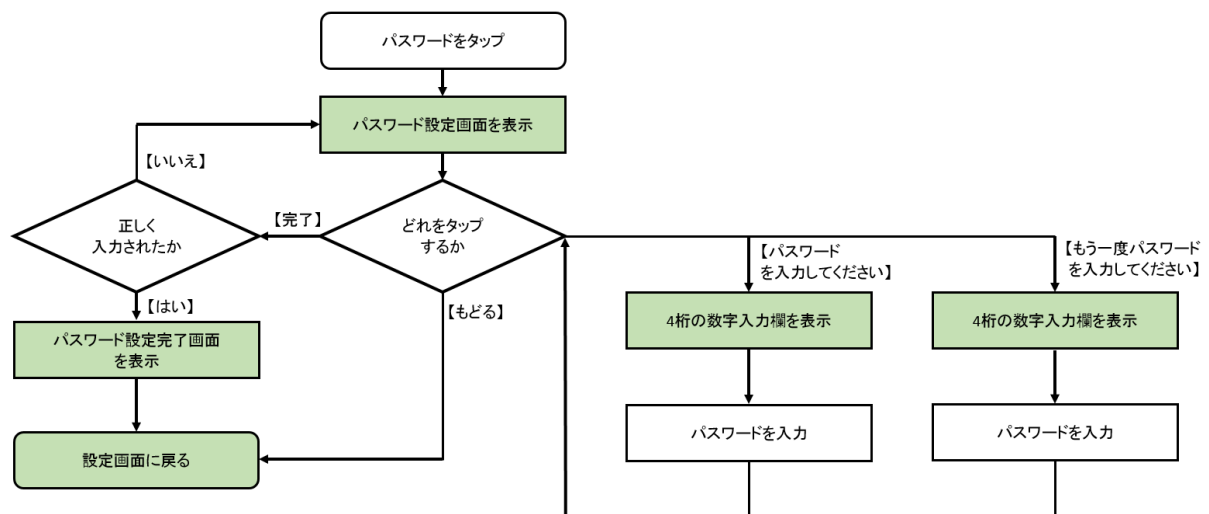 パスワードをタップ
パスワード設定画面を表示
【いいえ】
正しく
入力されたか
【完了】
どれをタップ
するか
【パスワード
を入力してください】
【もう一度パスワード
を入力してください】
【はい】
【もどる】
4桁の数字入力欄を表示
4桁の数字入力欄を表示
パスワード設定完了画面
を表示
パスワードを入力
パスワードを入力
設定画面に戻る